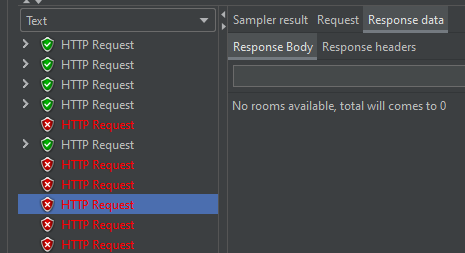 Text
HTTP Request
HTTP Request
HTTP Request
HTTP Request
HTTP Request
HTTP Request
HTTP Request
HTTP Request
HTTP Request
HTTP Request
HTTP Request
Sampler result Request Response data
Response Body Response headers
No rooms available, total will comes to 0